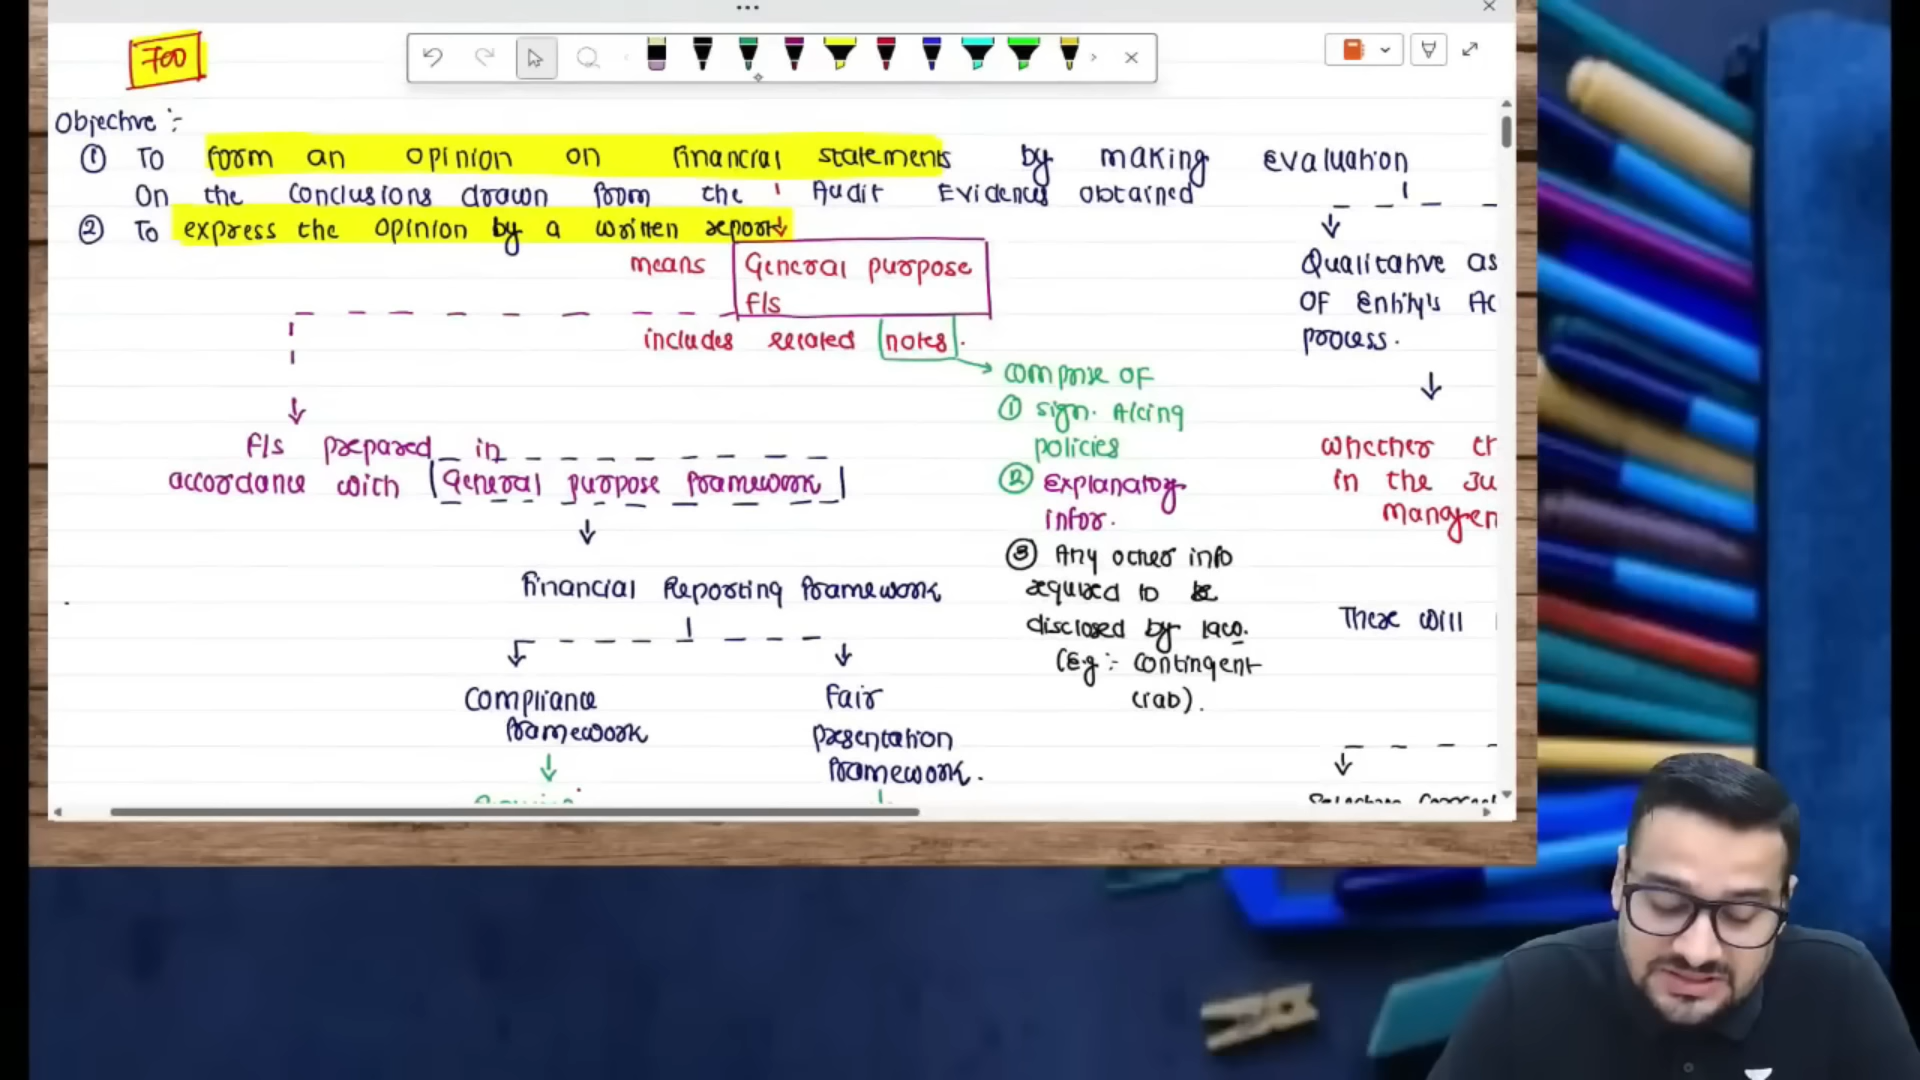 700
Objective :-
① To form an opinion on financial statements by making evaluation
on the conclusions drawn from the Audit Evidences obtained
② To express the opinion by a written report
means General purpose
F/s
includes related notes.
F/s prepared in
accordance with General purpose framework
Financial Reporting framework
Compliance
framework
Fair
presentation
framework.
comprise of
① sign. A/cing
policies
② Explanatory
infor.
③ Any other info
required to be
disclosed by law.
(Eg :- Contingent
Liab).
Qualitative as
of Entity's Ac
process.
whether th
in the Ju
There will